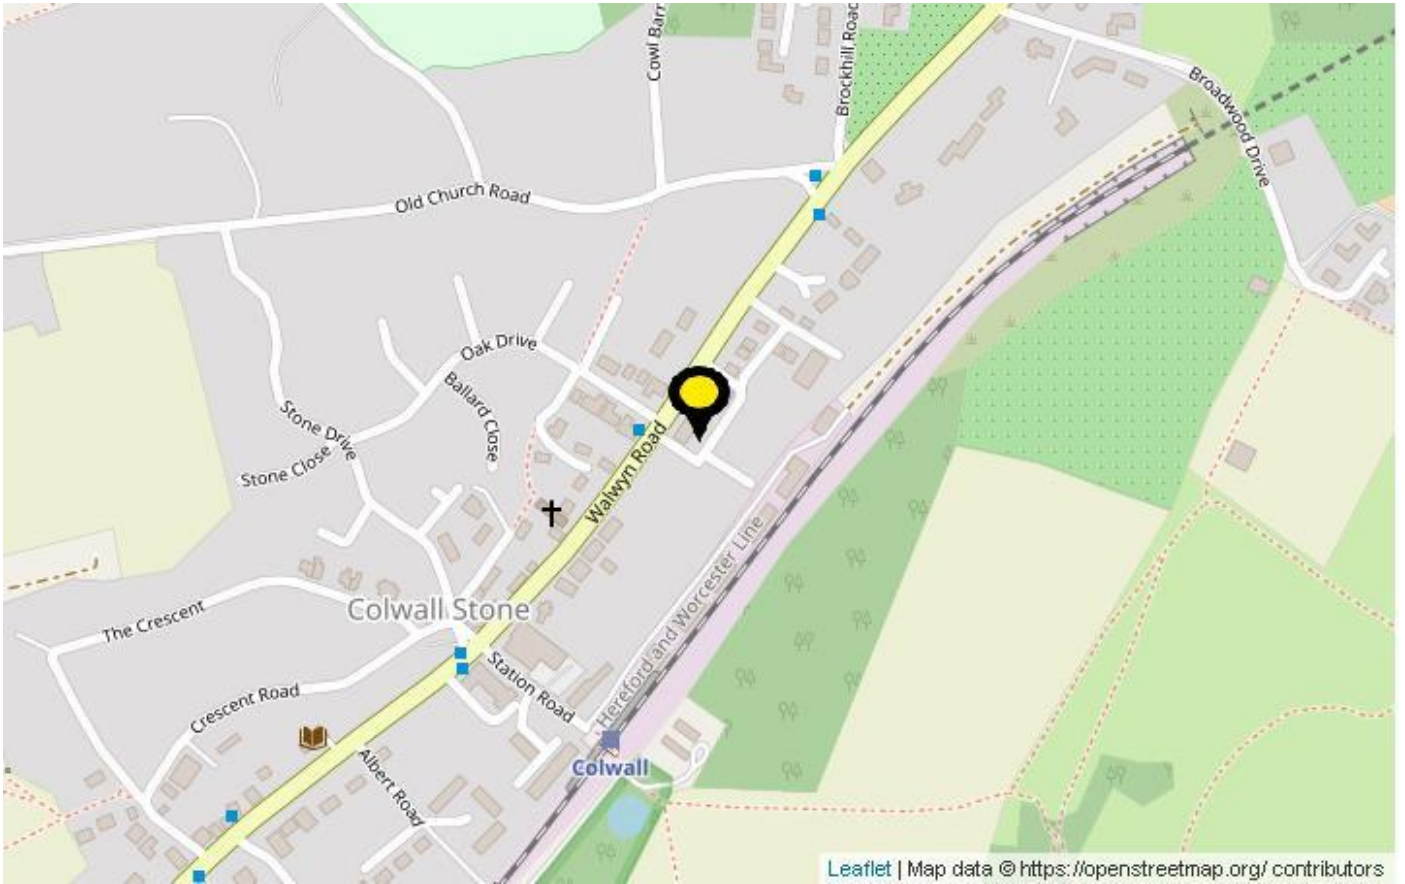 Cowl Barr
Brockhill Road
Broadwood Drive
Old Church Road
Oak Drive
Ballard Close
Stone Drive
Stone Close
Walwyn Road
Hereford and Worcester Line
The Crescent
Colwall Stone
Station Road
Crescent Road
Albert Road
Colwall
Leaflet | Map data © https://openstreetmap.org/ contributors